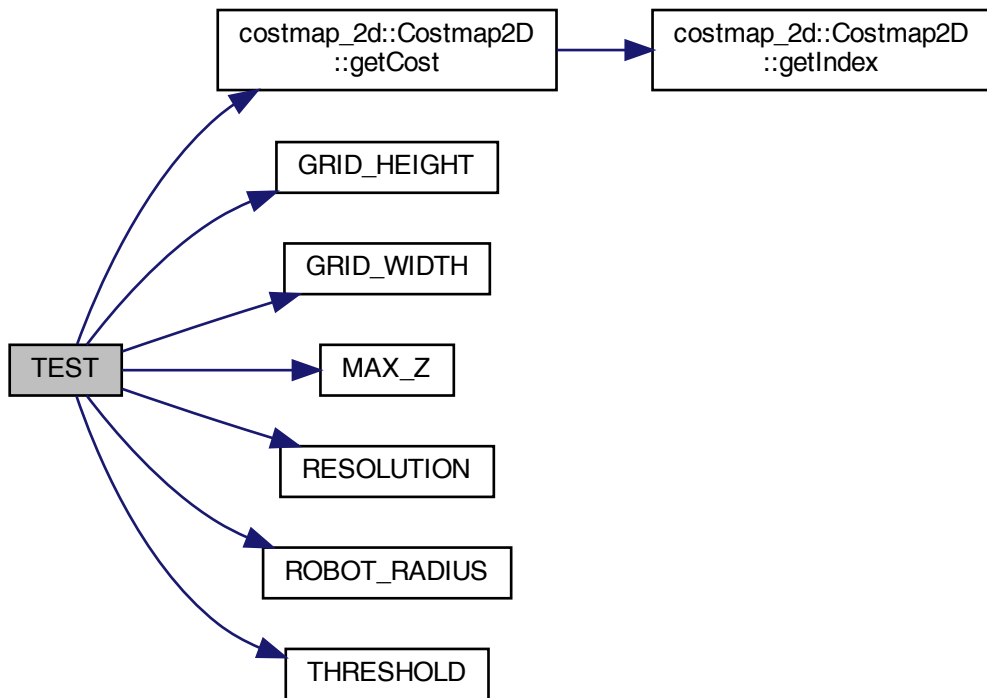 costmap_2d::Costmap2D
::getCost
costmap_2d::Costmap2D
::getIndex
GRID_HEIGHT
GRID_WIDTH
TEST
MAX_Z
RESOLUTION
ROBOT_RADIUS
THRESHOLD